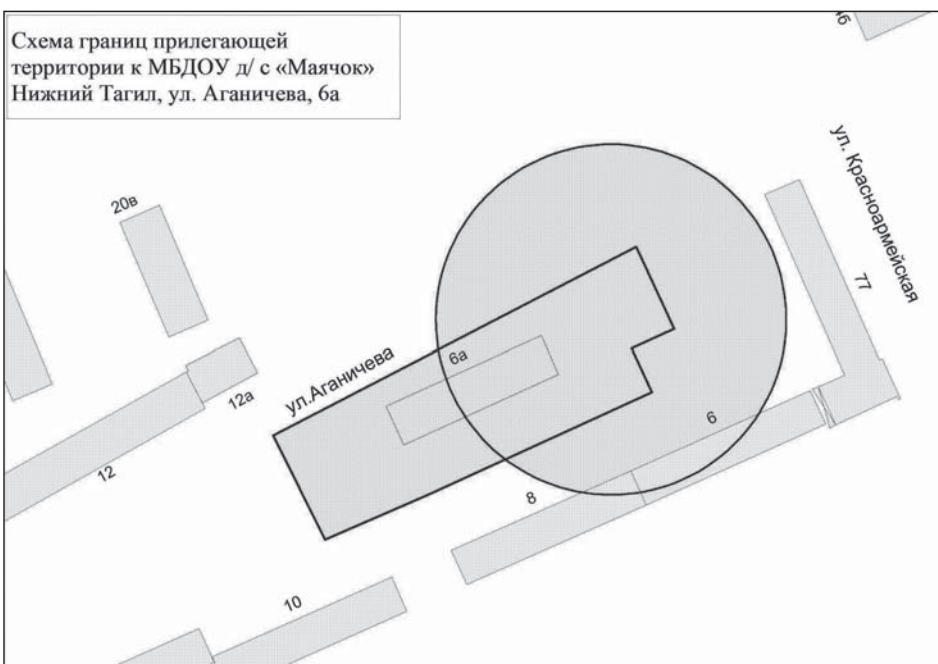 Схема границ прилегающей
территории к МБДОУ д/ с «Маячок»
Нижний Тагил, ул. Аганичева, 6а
4б
ул. Красноармейская
20в
77
ул.Аганичева
6а
12а
6
12
8
10